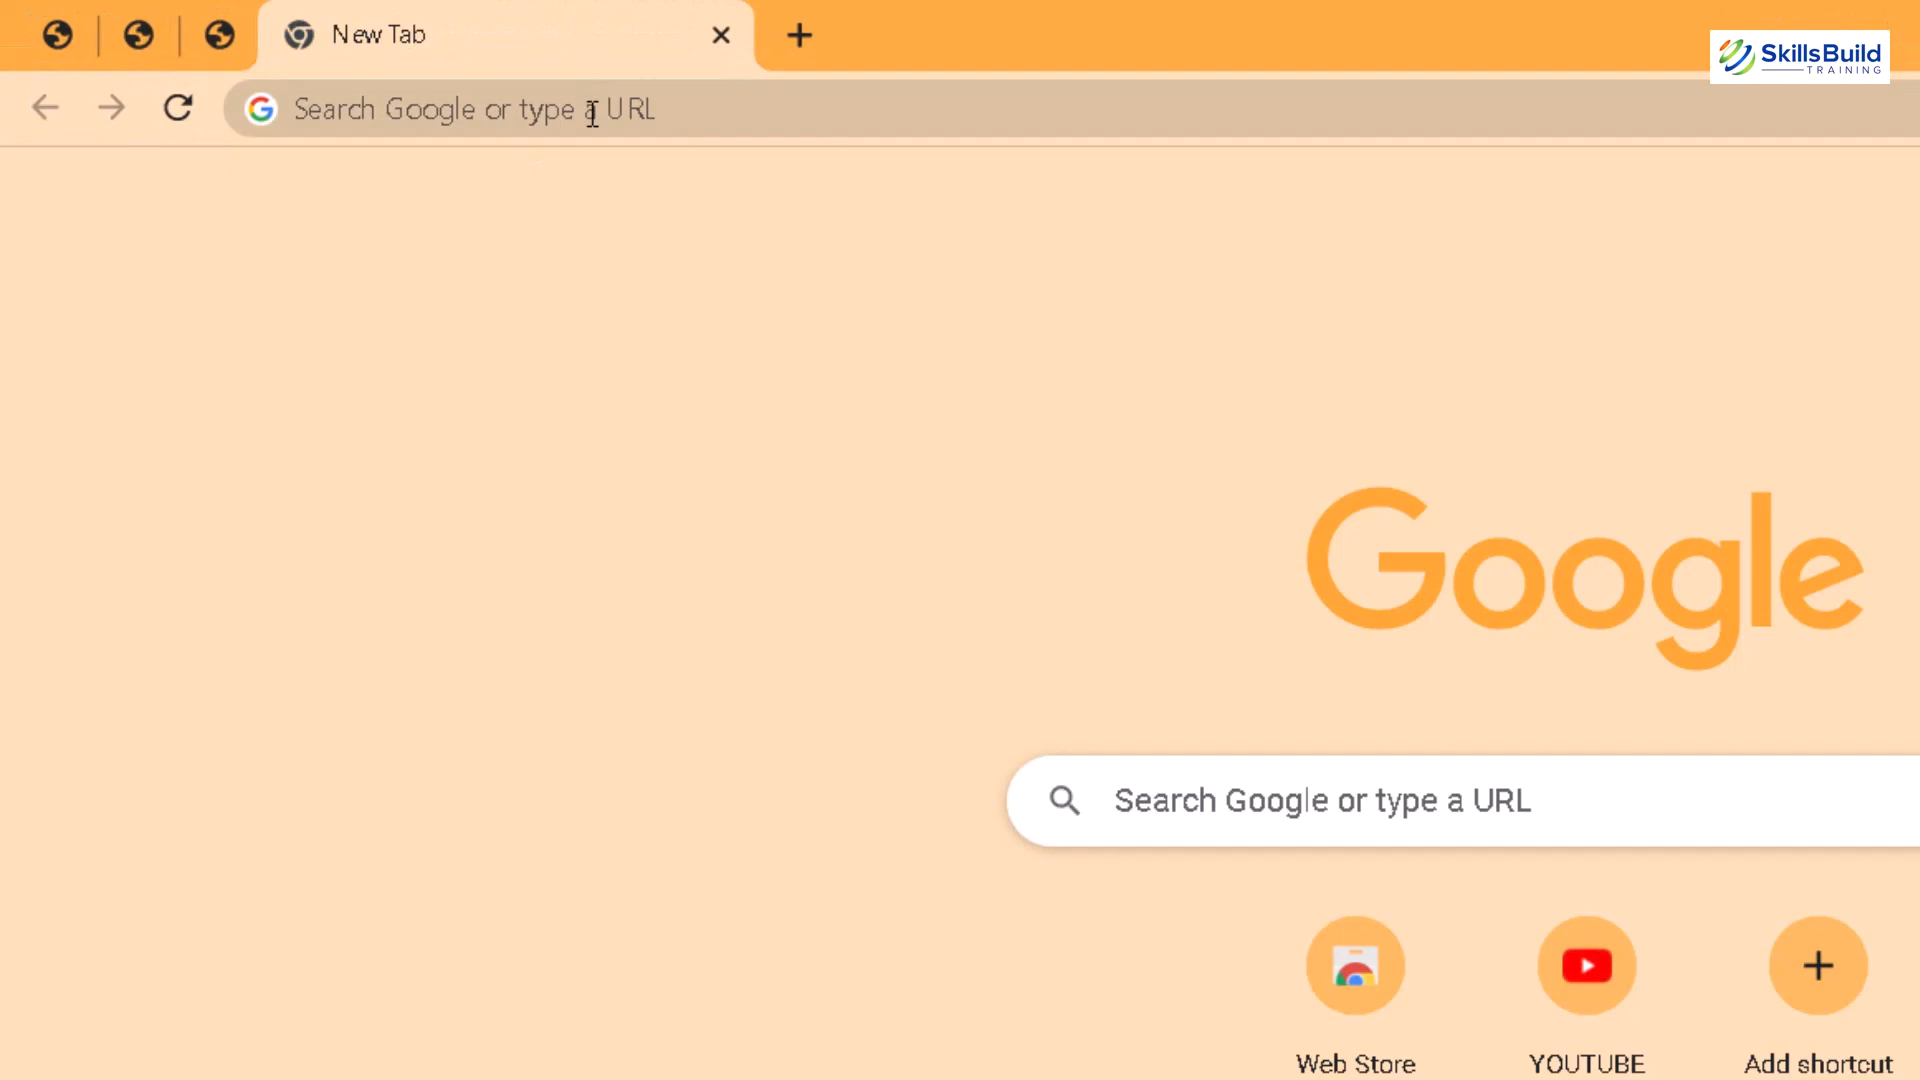 New Tab
SkillsBuild
TRAINING
Search Google or type a URL
Google
Search Google or type a URL
Web Store
YOUTUBE
Add shortcut